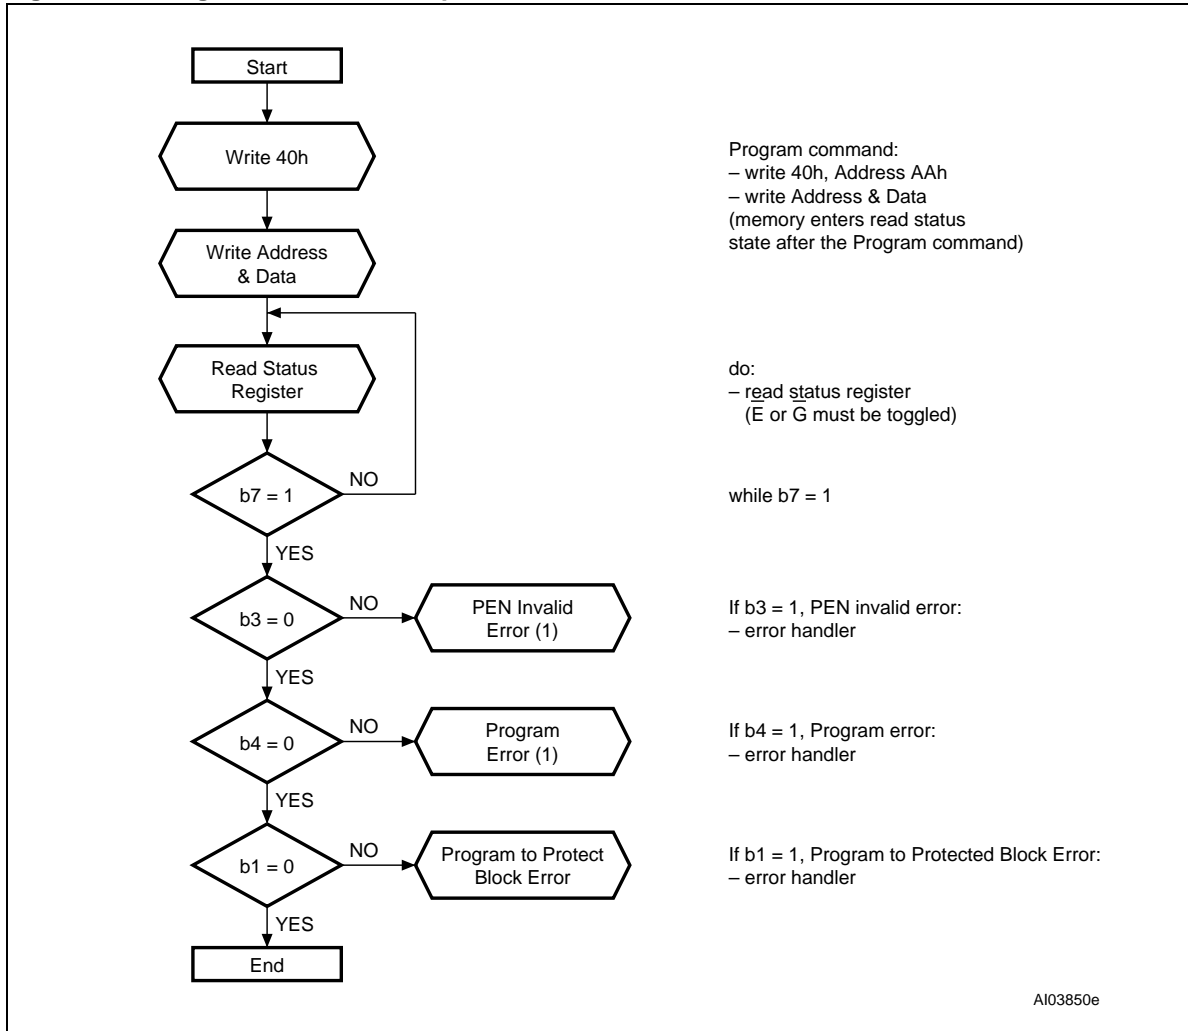 Start
Write 40h
Program command:
– write 40h, Address AAh
– write Address & Data
(memory enters read status
state after the Program command)
Write Address
& Data
Read Status
Register
do:
– read status register
(E̅ or G̅ must be toggled)
b7 = 1
NO
while b7 = 1
YES
b3 = 0
NO
PEN Invalid
Error (1)
If b3 = 1, PEN invalid error:
– error handler
YES
b4 = 0
NO
Program
Error (1)
If b4 = 1, Program error:
– error handler
YES
b1 = 0
NO
Program to Protect
Block Error
If b1 = 1, Program to Protected Block Error:
– error handler
YES
End
AI03850e